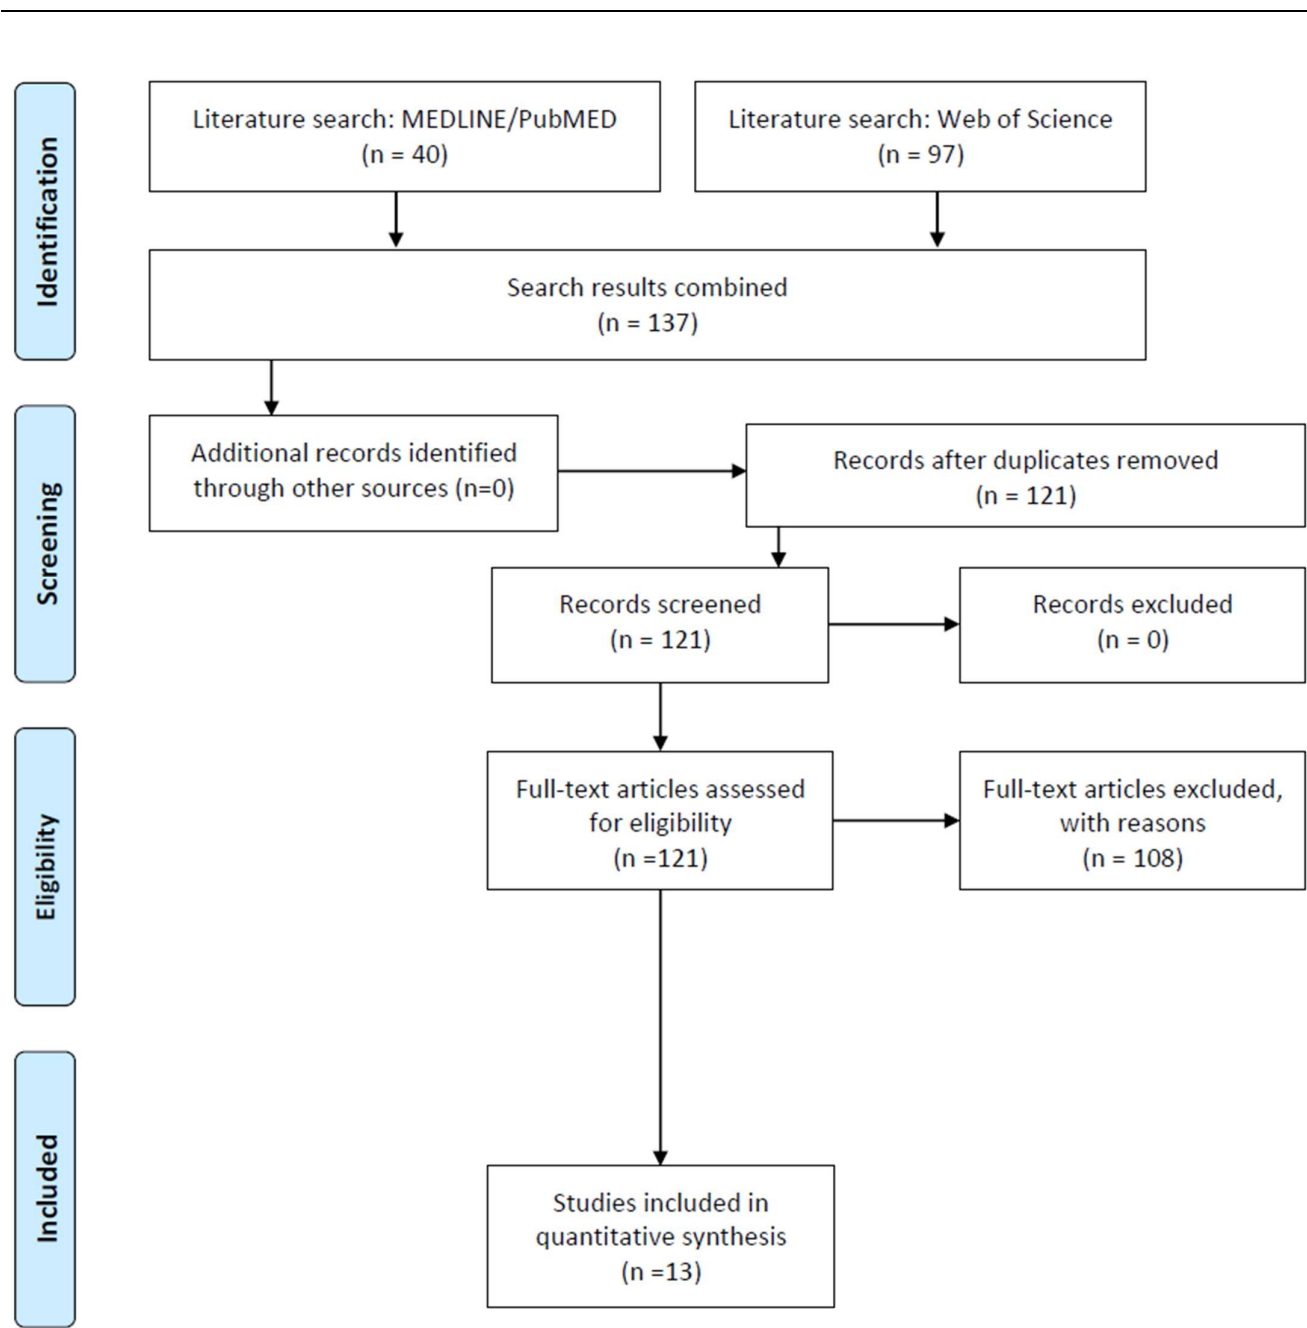 Identification
Literature search: MEDLINE/PubMED
(n = 40)
Literature search: Web of Science
(n = 97)
Search results combined
(n = 137)
Screening
Additional records identified
through other sources (n=0)
Records after duplicates removed
(n = 121)
Records screened
(n = 121)
Records excluded
(n = 0)
Eligibility
Full-text articles assessed
for eligibility
(n =121)
Full-text articles excluded,
with reasons
(n = 108)
Included
Studies included in
quantitative synthesis
(n =13)